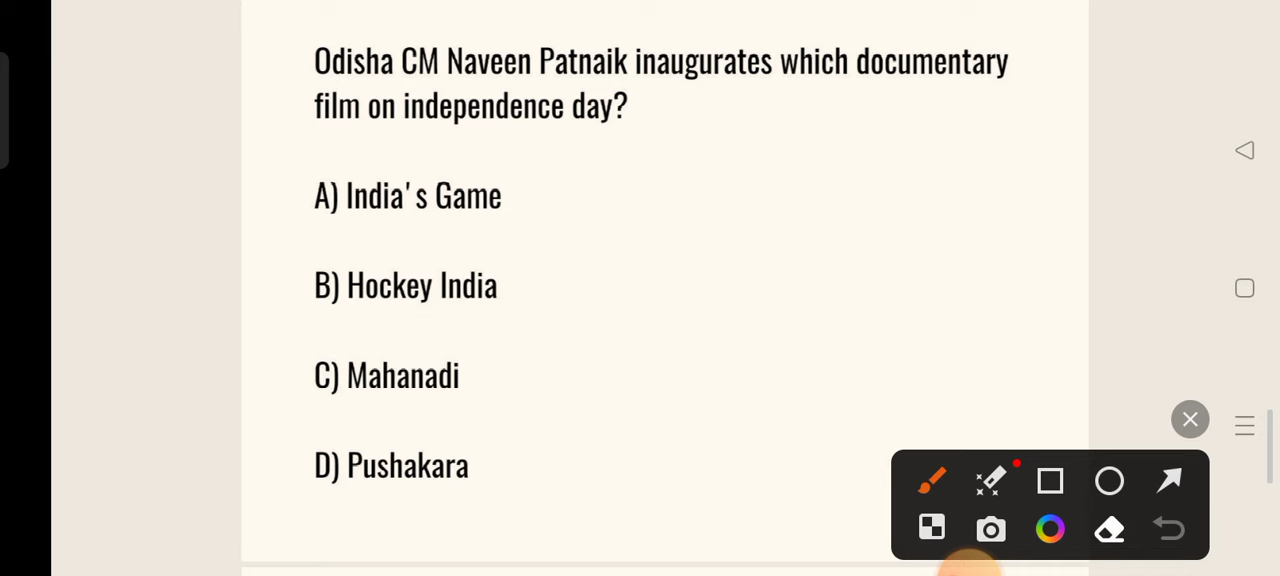 Odisha CM Naveen Patnaik inaugurates which documentary
film on independence day?
A) India's Game
B) Hockey India
C) Mahanadi
D) Pushakara